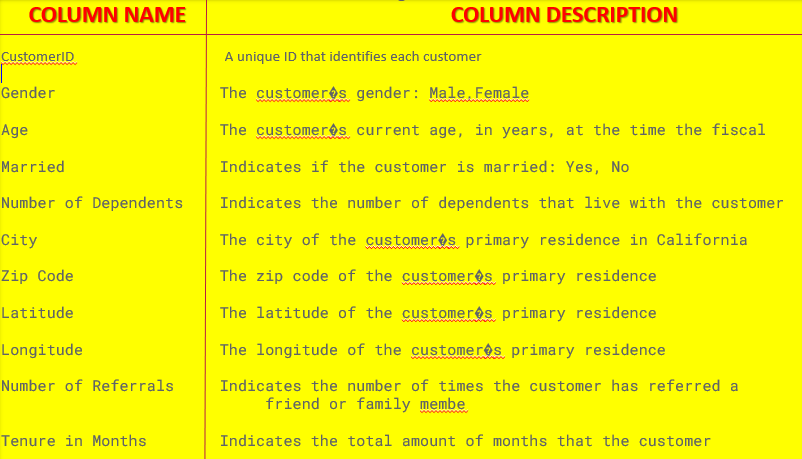 COLUMN NAME COLUMN DESCRIPTION
CustomerID A unique ID that identifies each customer
Gender The customer�s gender: Male,Female
Age The customer�s current age, in years, at the time the fiscal
Married Indicates if the customer is married: Yes, No
Number of Dependents Indicates the number of dependents that live with the customer
City The city of the customer�s primary residence in California
Zip Code The zip code of the customer�s primary residence
Latitude The latitude of the customer�s primary residence
Longitude The longitude of the customer�s primary residence
Number of Referrals Indicates the number of times the customer has referred a
friend or family membe
Tenure in Months Indicates the total amount of months that the customer